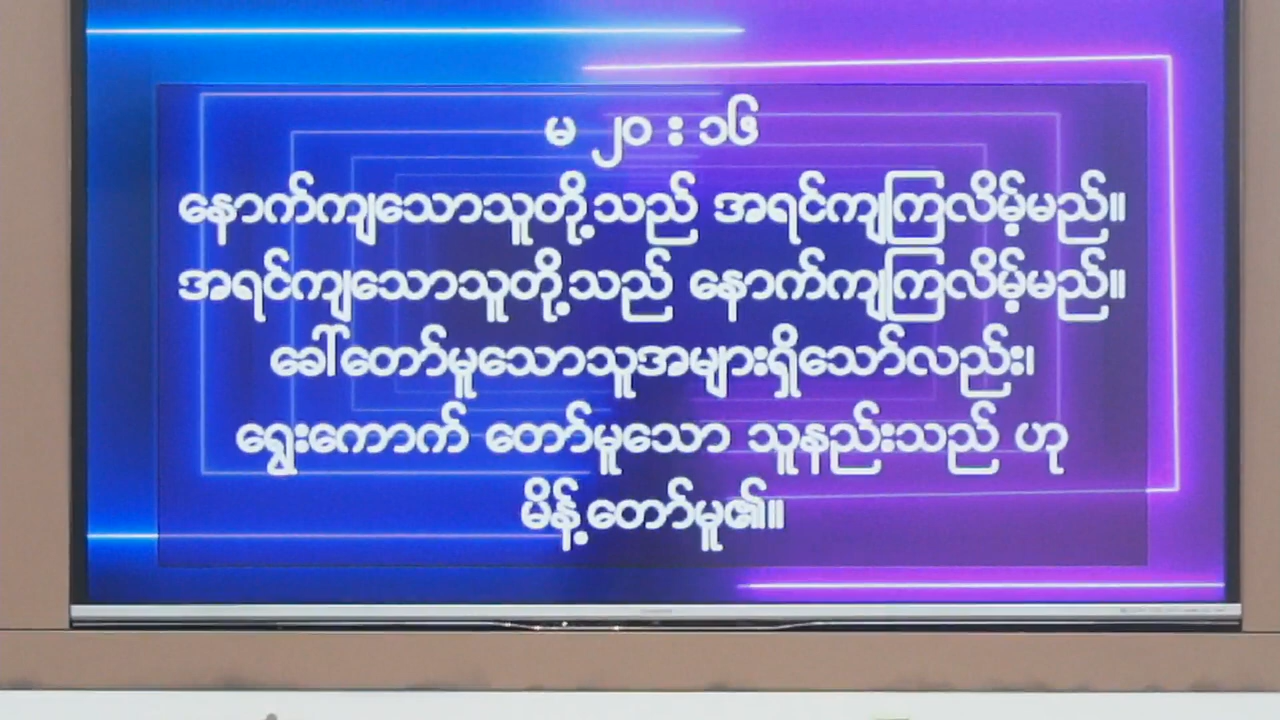 မ ၂၀ : ၁၆
နောက်ကျသောသူတို့သည် အရင်ကျကြလိမ့်မည်။
အရင်ကျသောသူတို့သည် နောက်ကျကြလိမ့်မည်။
ခေါ်တော်မူသောသူအများရှိသော်လည်း၊
ရွေးကောက် တော်မူသော သူနည်းသည် ဟု
မိန့်တော်မူ၏။